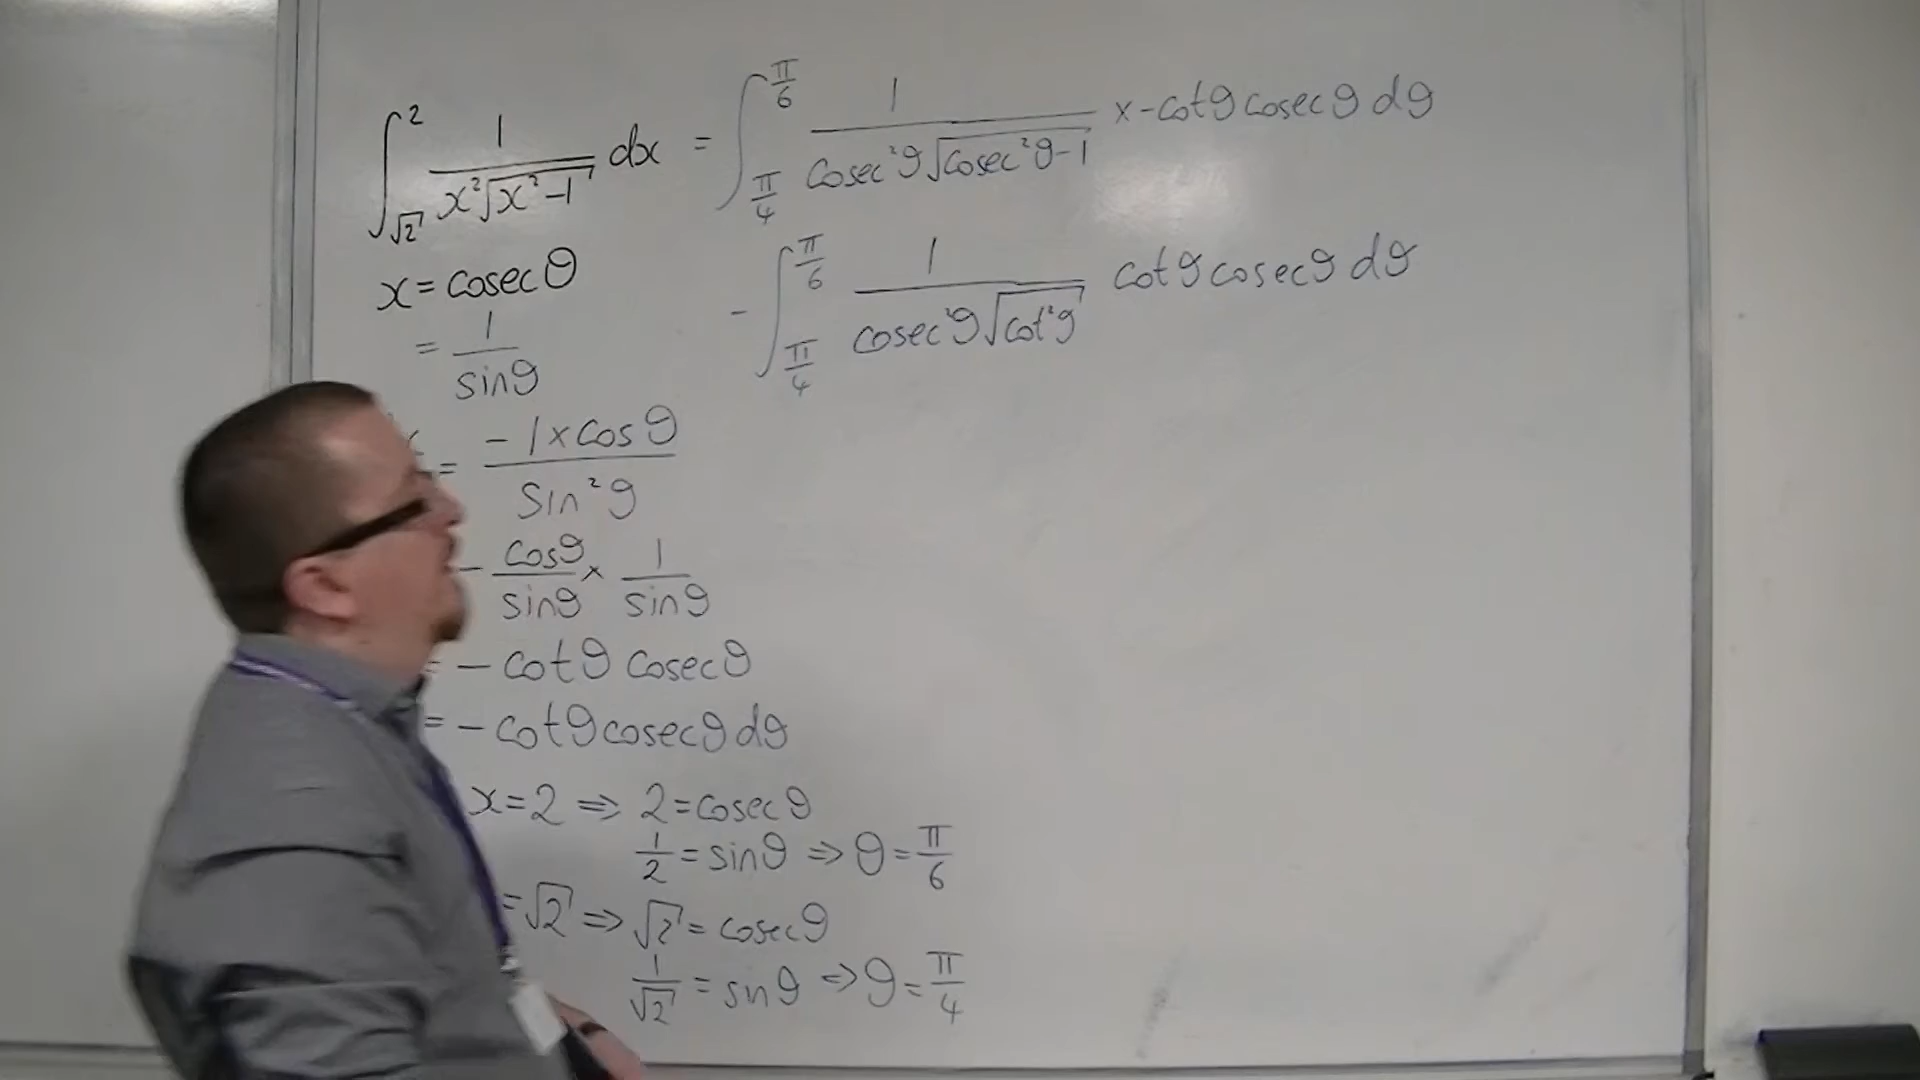 ∫_{√2}^{2} 1/(x²√(x²-1)) dx = ∫_{π/4}^{π/6} 1/(cosec²θ√(cosec²θ-1)) × -cotθ cosecθ dθ
x = cosecθ
= 1/sinθ
- ∫_{π/4}^{π/6} 1/(cosec²θ√(cot²θ)) cotθ cosecθ dθ
= (-1×cosθ)/(sin²θ)
- cosθ/sinθ × 1/sinθ
= -cotθ cosecθ
= -cotθ cosecθ dθ
x=2 ⇒ 2=cosecθ
1/2 = sinθ ⇒ θ = π/6
=√2 ⇒ √2 = cosecθ
1/√2 = sinθ ⇒ θ = π/4